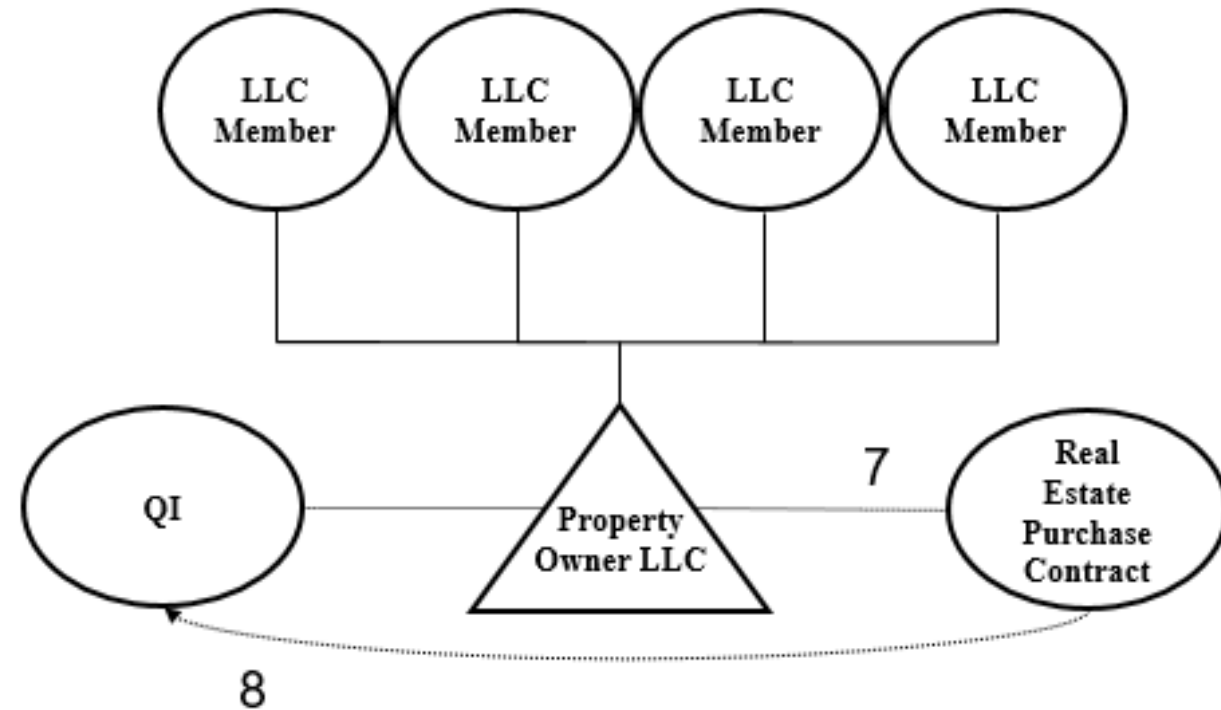 LLC
Member
LLC
Member
LLC
Member
LLC
Member
QI
Property
Owner LLC
7
Real
Estate
Purchase
Contract
8